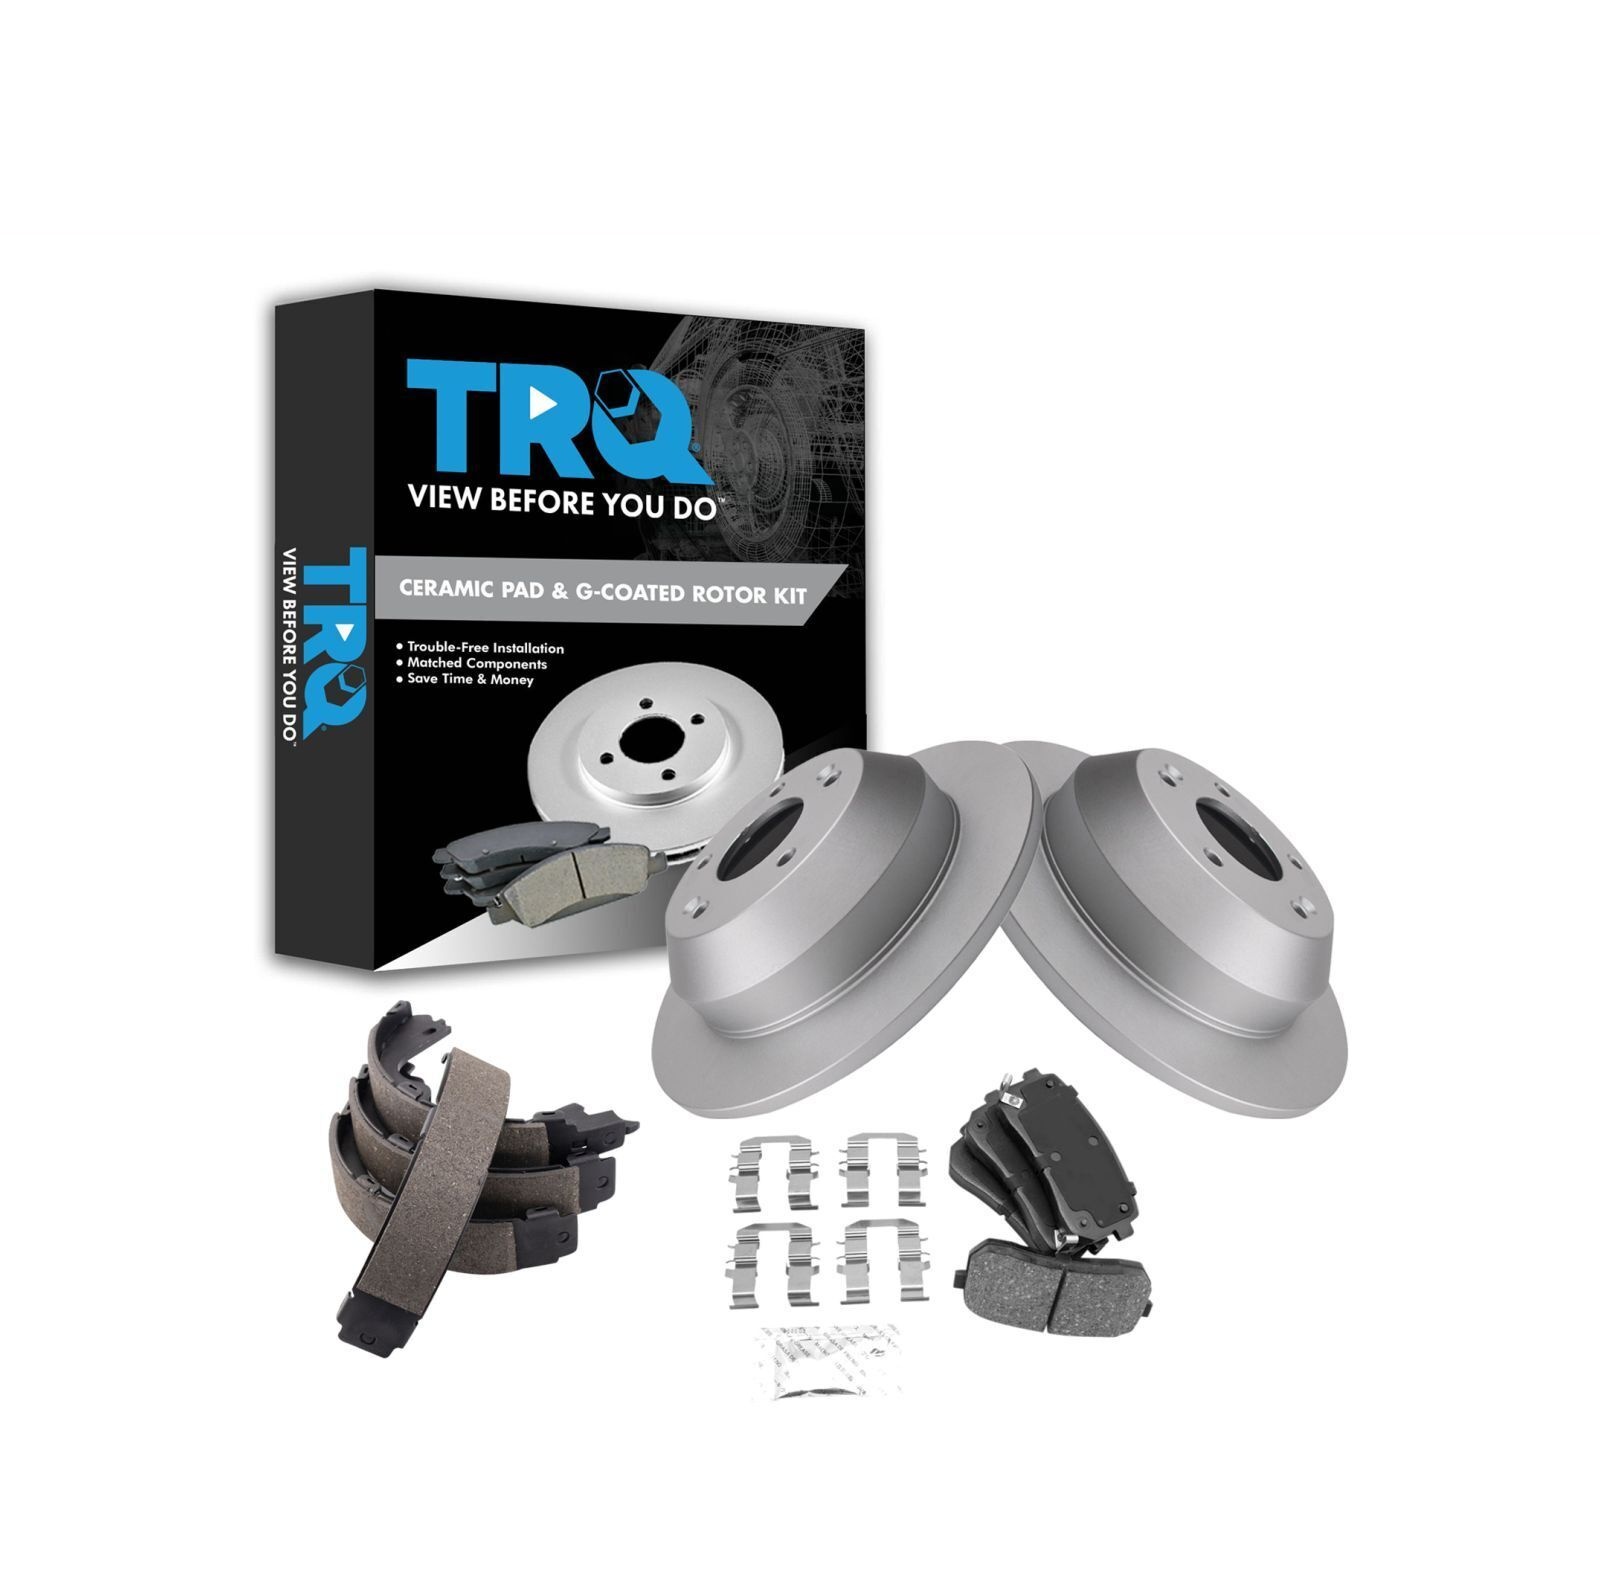 TRQ®
VIEW BEFORE YOU DO™
CERAMIC PAD & G-COATED ROTOR KIT
• Trouble-Free Installation
• Matched Components
• Save Time & Money
TRQ®
VIEW BEFORE YOU DO™